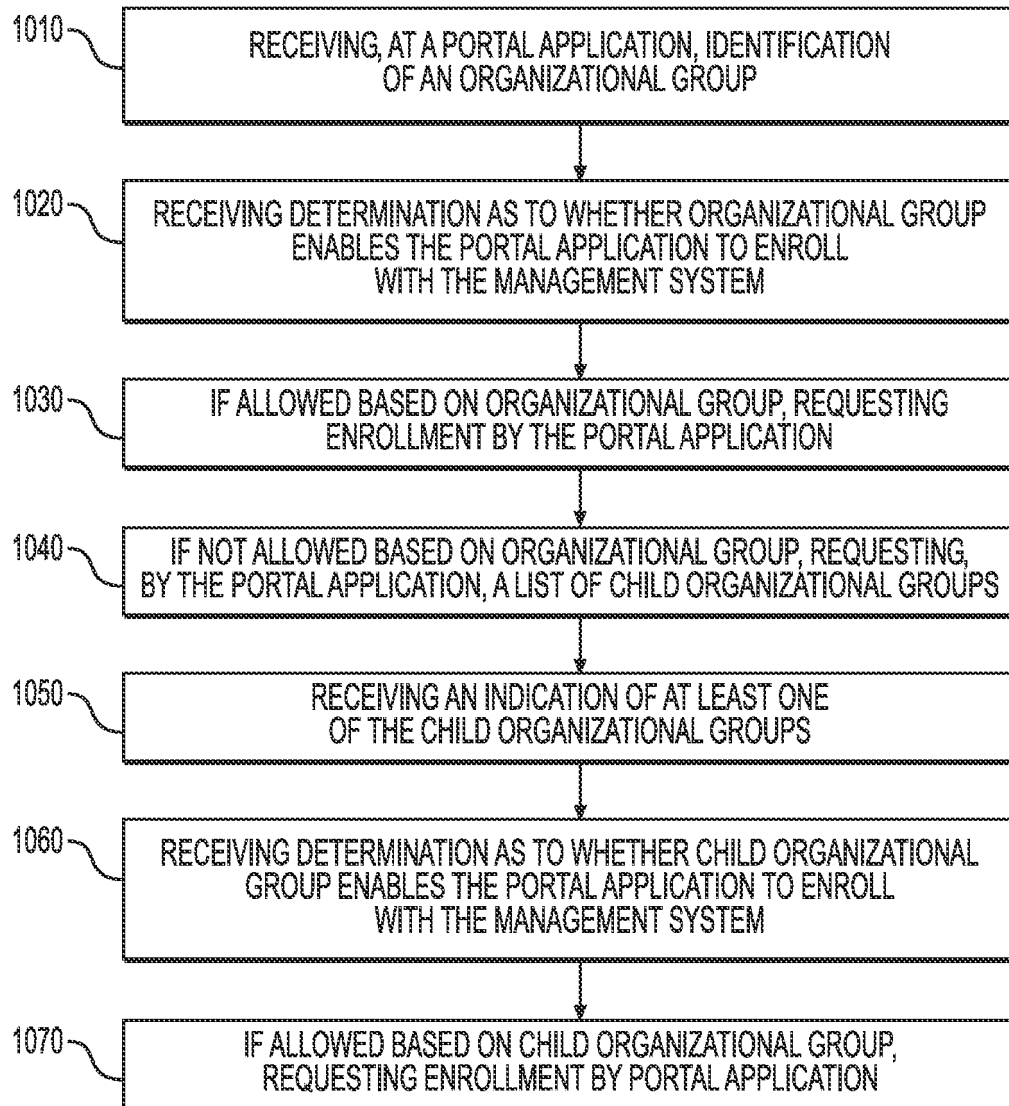 1010
RECEIVING, AT A PORTAL APPLICATION, IDENTIFICATION
OF AN ORGANIZATIONAL GROUP
1020
RECEIVING DETERMINATION AS TO WHETHER ORGANIZATIONAL GROUP
ENABLES THE PORTAL APPLICATION TO ENROLL
WITH THE MANAGEMENT SYSTEM
1030
IF ALLOWED BASED ON ORGANIZATIONAL GROUP, REQUESTING
ENROLLMENT BY THE PORTAL APPLICATION
1040
IF NOT ALLOWED BASED ON ORGANIZATIONAL GROUP, REQUESTING,
BY THE PORTAL APPLICATION, A LIST OF CHILD ORGANIZATIONAL GROUPS
1050
RECEIVING AN INDICATION OF AT LEAST ONE
OF THE CHILD ORGANIZATIONAL GROUPS
1060
RECEIVING DETERMINATION AS TO WHETHER CHILD ORGANIZATIONAL
GROUP ENABLES THE PORTAL APPLICATION TO ENROLL
WITH THE MANAGEMENT SYSTEM
1070
IF ALLOWED BASED ON CHILD ORGANIZATIONAL GROUP,
REQUESTING ENROLLMENT BY PORTAL APPLICATION